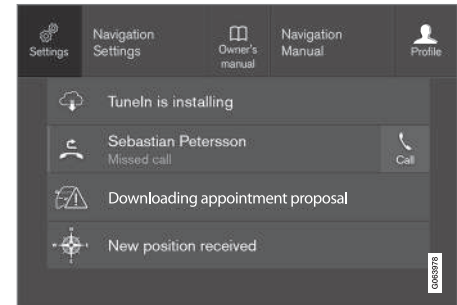 Settings
Navigation
Settings
Owner's
manual
Navigation
Manual
Profile
TuneIn is installing
Sebastian Petersson
Missed call
Call
Downloading appointment proposal
New position received
G063978